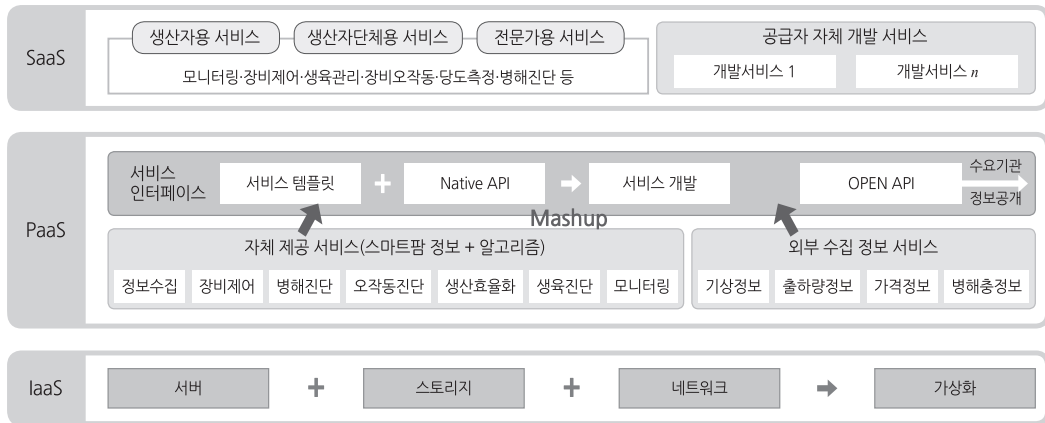 SaaS
생산자용 서비스 생산자단체용 서비스 전문가용 서비스
모니터링·장비제어·생육관리·장비오작동·당도측정·병해진단 등
공급자 자체 개발 서비스
개발서비스 1 개발서비스 n
PaaS
서비스
인터페이스
서비스 템플릿 + Native API 서비스 개발 OPEN API
수요기관
정보공개
Mashup
자체 제공 서비스(스마트팜 정보 + 알고리즘)
정보수집 장비제어 병해진단 오작동진단 생산효율화 생육진단 모니터링
외부 수집 정보 서비스
기상정보 출하량정보 가격정보 병해충정보
IaaS
서버 + 스토리지 + 네트워크 가상화